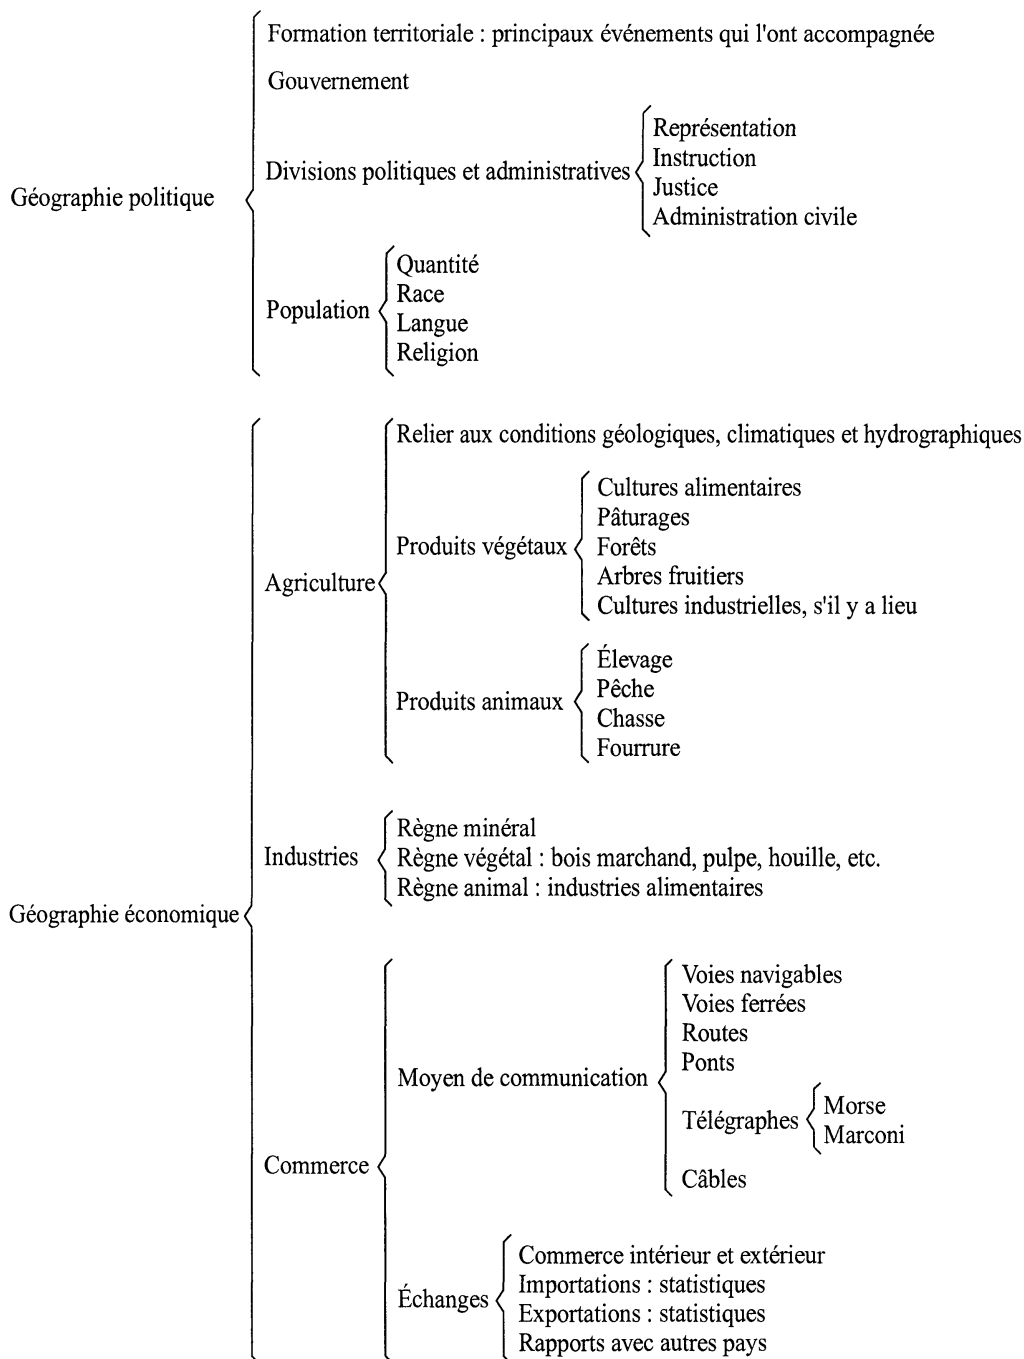 Formation territoriale : principaux événements qui l'ont accompagnée
Gouvernement
Divisions politiques et administratives
Représentation
Instruction
Justice
Administration civile
Géographie politique
Population
Quantité
Race
Langue
Religion
Géographie économique
Agriculture
Relier aux conditions géologiques, climatiques et hydrographiques
Produits végétaux
Cultures alimentaires
Pâturages
Forêts
Arbres fruitiers
Cultures industrielles, s'il y a lieu
Produits animaux
Élevage
Pêche
Chasse
Fourrure
Industries
Règne minéral
Règne végétal : bois marchand, pulpe, houille, etc.
Règne animal : industries alimentaires
Commerce
Moyen de communication
Voies navigables
Voies ferrées
Routes
Ponts
Télégraphes
Morse
Marconi
Câbles
Échanges
Commerce intérieur et extérieur
Importations : statistiques
Exportations : statistiques
Rapports avec autres pays